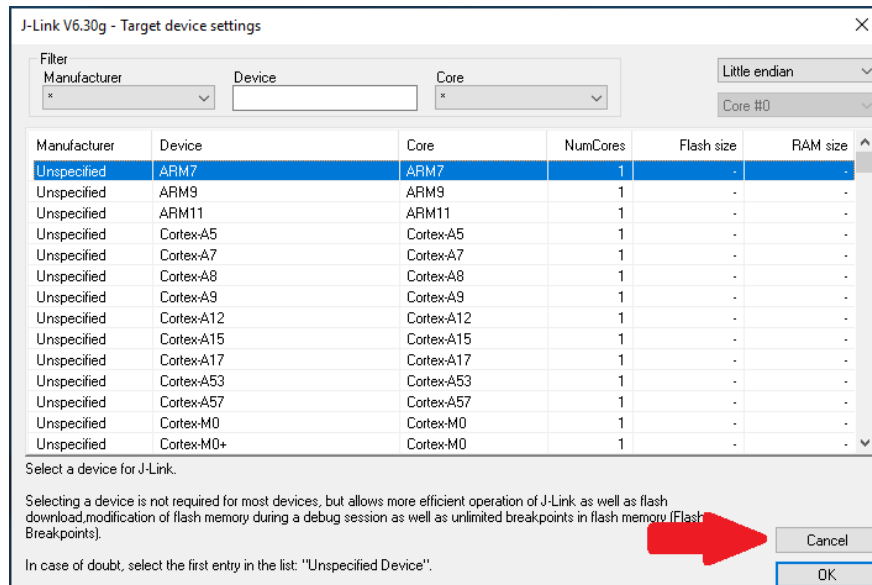 J-Link V6.30g - Target device settings
Filter
Manufacturer Device Core
* *
Little endian
Core #0
Manufacturer Device Core NumCores Flash size RAM size
Unspecified ARM7 ARM7 1 - -
Unspecified ARM9 ARM9 1 - -
Unspecified ARM11 ARM11 1 - -
Unspecified Cortex-A5 Cortex-A5 1 - -
Unspecified Cortex-A7 Cortex-A7 1 - -
Unspecified Cortex-A8 Cortex-A8 1 - -
Unspecified Cortex-A9 Cortex-A9 1 - -
Unspecified Cortex-A12 Cortex-A12 1 - -
Unspecified Cortex-A15 Cortex-A15 1 - -
Unspecified Cortex-A17 Cortex-A17 1 - -
Unspecified Cortex-A53 Cortex-A53 1 - -
Unspecified Cortex-A57 Cortex-A57 1 - -
Unspecified Cortex-M0 Cortex-M0 1 - -
Unspecified Cortex-M0+ Cortex-M0 1 - -
Select a device for J-Link.
Selecting a device is not required for most devices, but allows more efficient operation of J-Link as well as flash
download,modification of flash memory during a debug session as well as unlimited breakpoints in flash memory (Flash
Breakpoints).
In case of doubt, select the first entry in the list: "Unspecified Device".
Cancel
OK